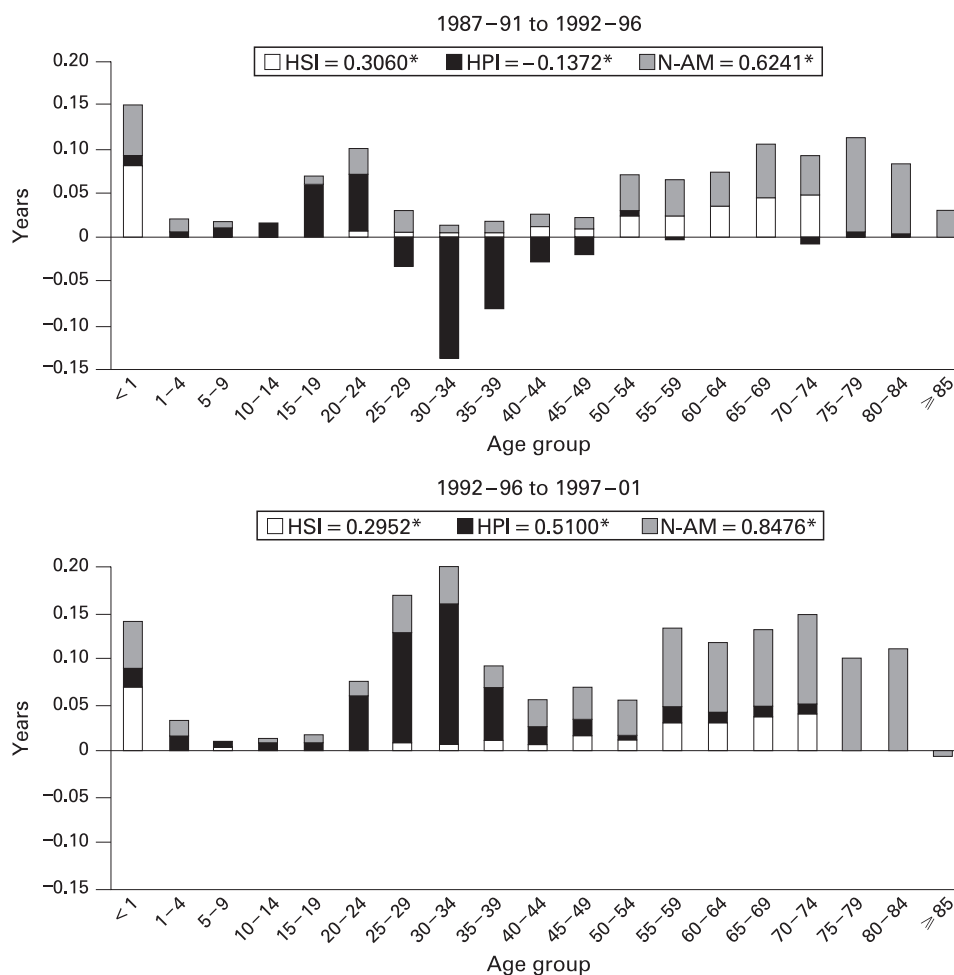 1987–91 to 1992–96
HSI = 0.3060* HPI = –0.1372* N-AM = 0.6241*
0.20
0.15
0.10
0.05
0
–0.05
–0.10
–0.15
Years
< 1 1–4 5–9 10–14 15–19 20–24 25–29 30–34 35–39 40–44 45–49 50–54 55–59 60–64 65–69 70–74 75–79 80–84 ⩾ 85
Age group
1992–96 to 1997–01
HSI = 0.2952* HPI = 0.5100* N-AM = 0.8476*
0.20
0.15
0.10
0.05
0
–0.05
–0.10
–0.15
Years
< 1 1–4 5–9 10–14 15–19 20–24 25–29 30–34 35–39 40–44 45–49 50–54 55–59 60–64 65–69 70–74 75–79 80–84 ⩾ 85
Age group